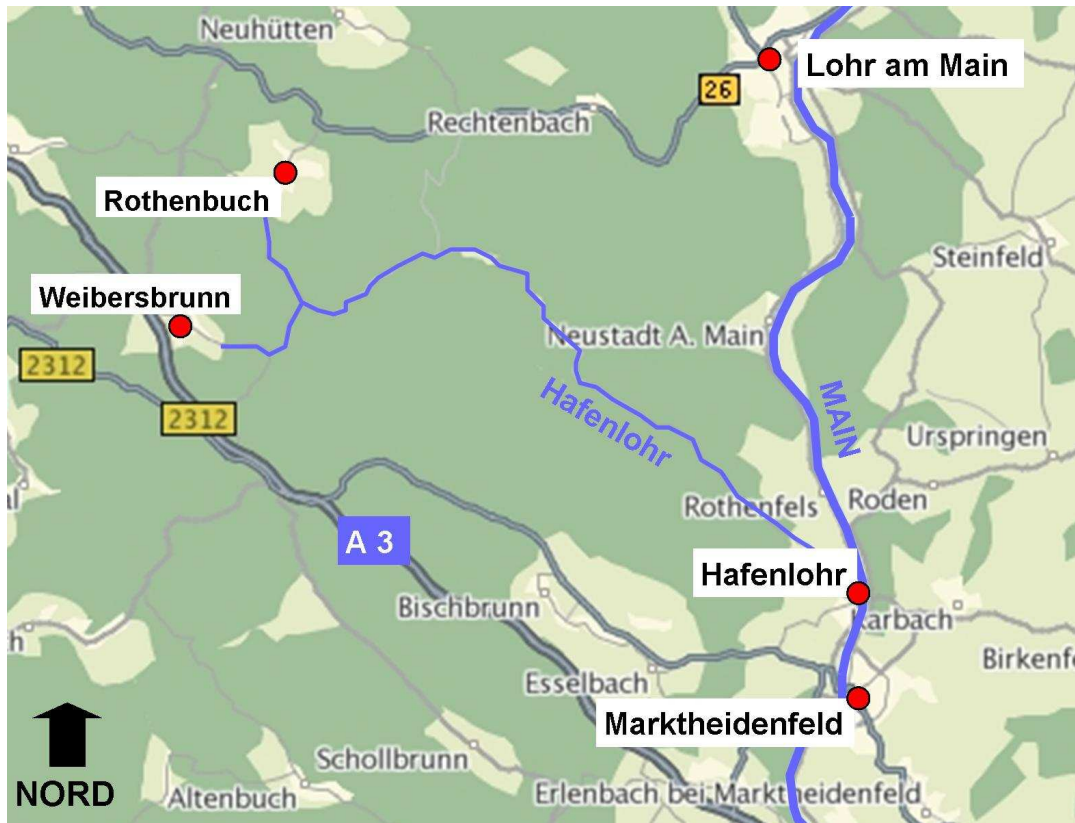 Neuhütten
Lohr am Main
26
Rechtenbach
Rothenbuch
Steinfeld
Weibersbrunn
Neustadt A. Main
2312
MAIN
Hafenlohr
2312
Urspringen
Rothenfels
Roden
A 3
Hafenlohr
Bischbrunn
Karbach
Birkenfe
Esselbach
Marktheidenfeld
Schollbrunn
NORD
Altenbuch
Erlenbach bei Marktheidenfeld